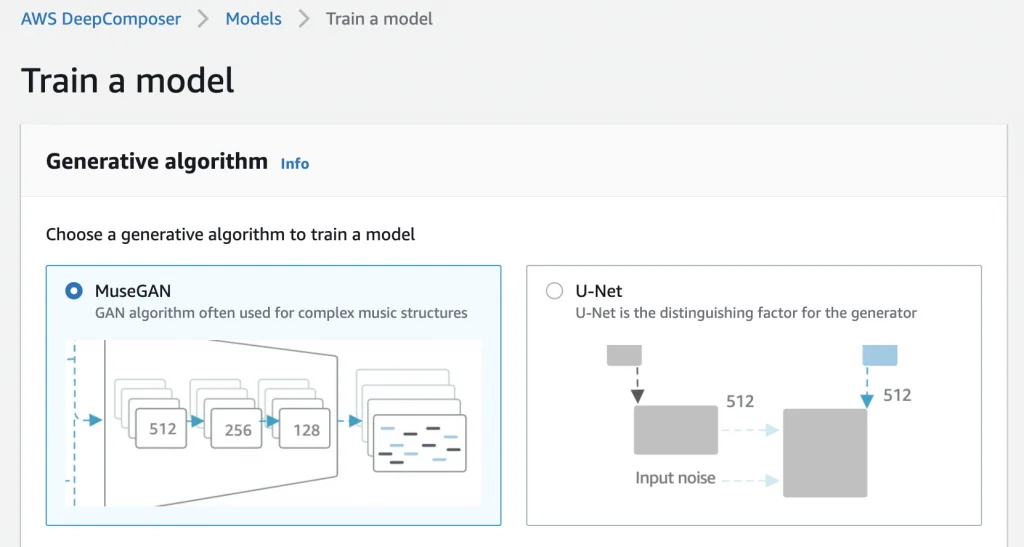 AWS DeepComposer > Models > Train a model
Train a model
Generative algorithm Info
Choose a generative algorithm to train a model
MuseGAN
GAN algorithm often used for complex music structures
512 256 128
U-Net
U-Net is the distinguishing factor for the generator
512 512
Input noise